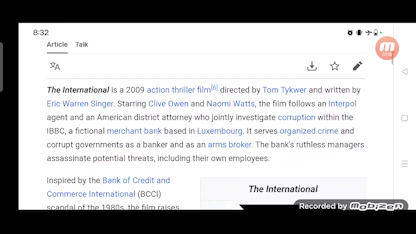 8:32
Article Talk
The International is a 2009 action thriller film[6] directed by Tom Tykwer and written by
Eric Warren Singer. Starring Clive Owen and Naomi Watts, the film follows an Interpol
agent and an American district attorney who jointly investigate corruption within the
IBBC, a fictional merchant bank based in Luxembourg. It serves organized crime and
corrupt governments as a banker and as an arms broker. The bank's ruthless managers
assassinate potential threats, including their own employees.
Inspired by the Bank of Credit and
Commerce International (BCCI)
scandal of the 1980s, the film raises
The International
Recorded by Mobizen